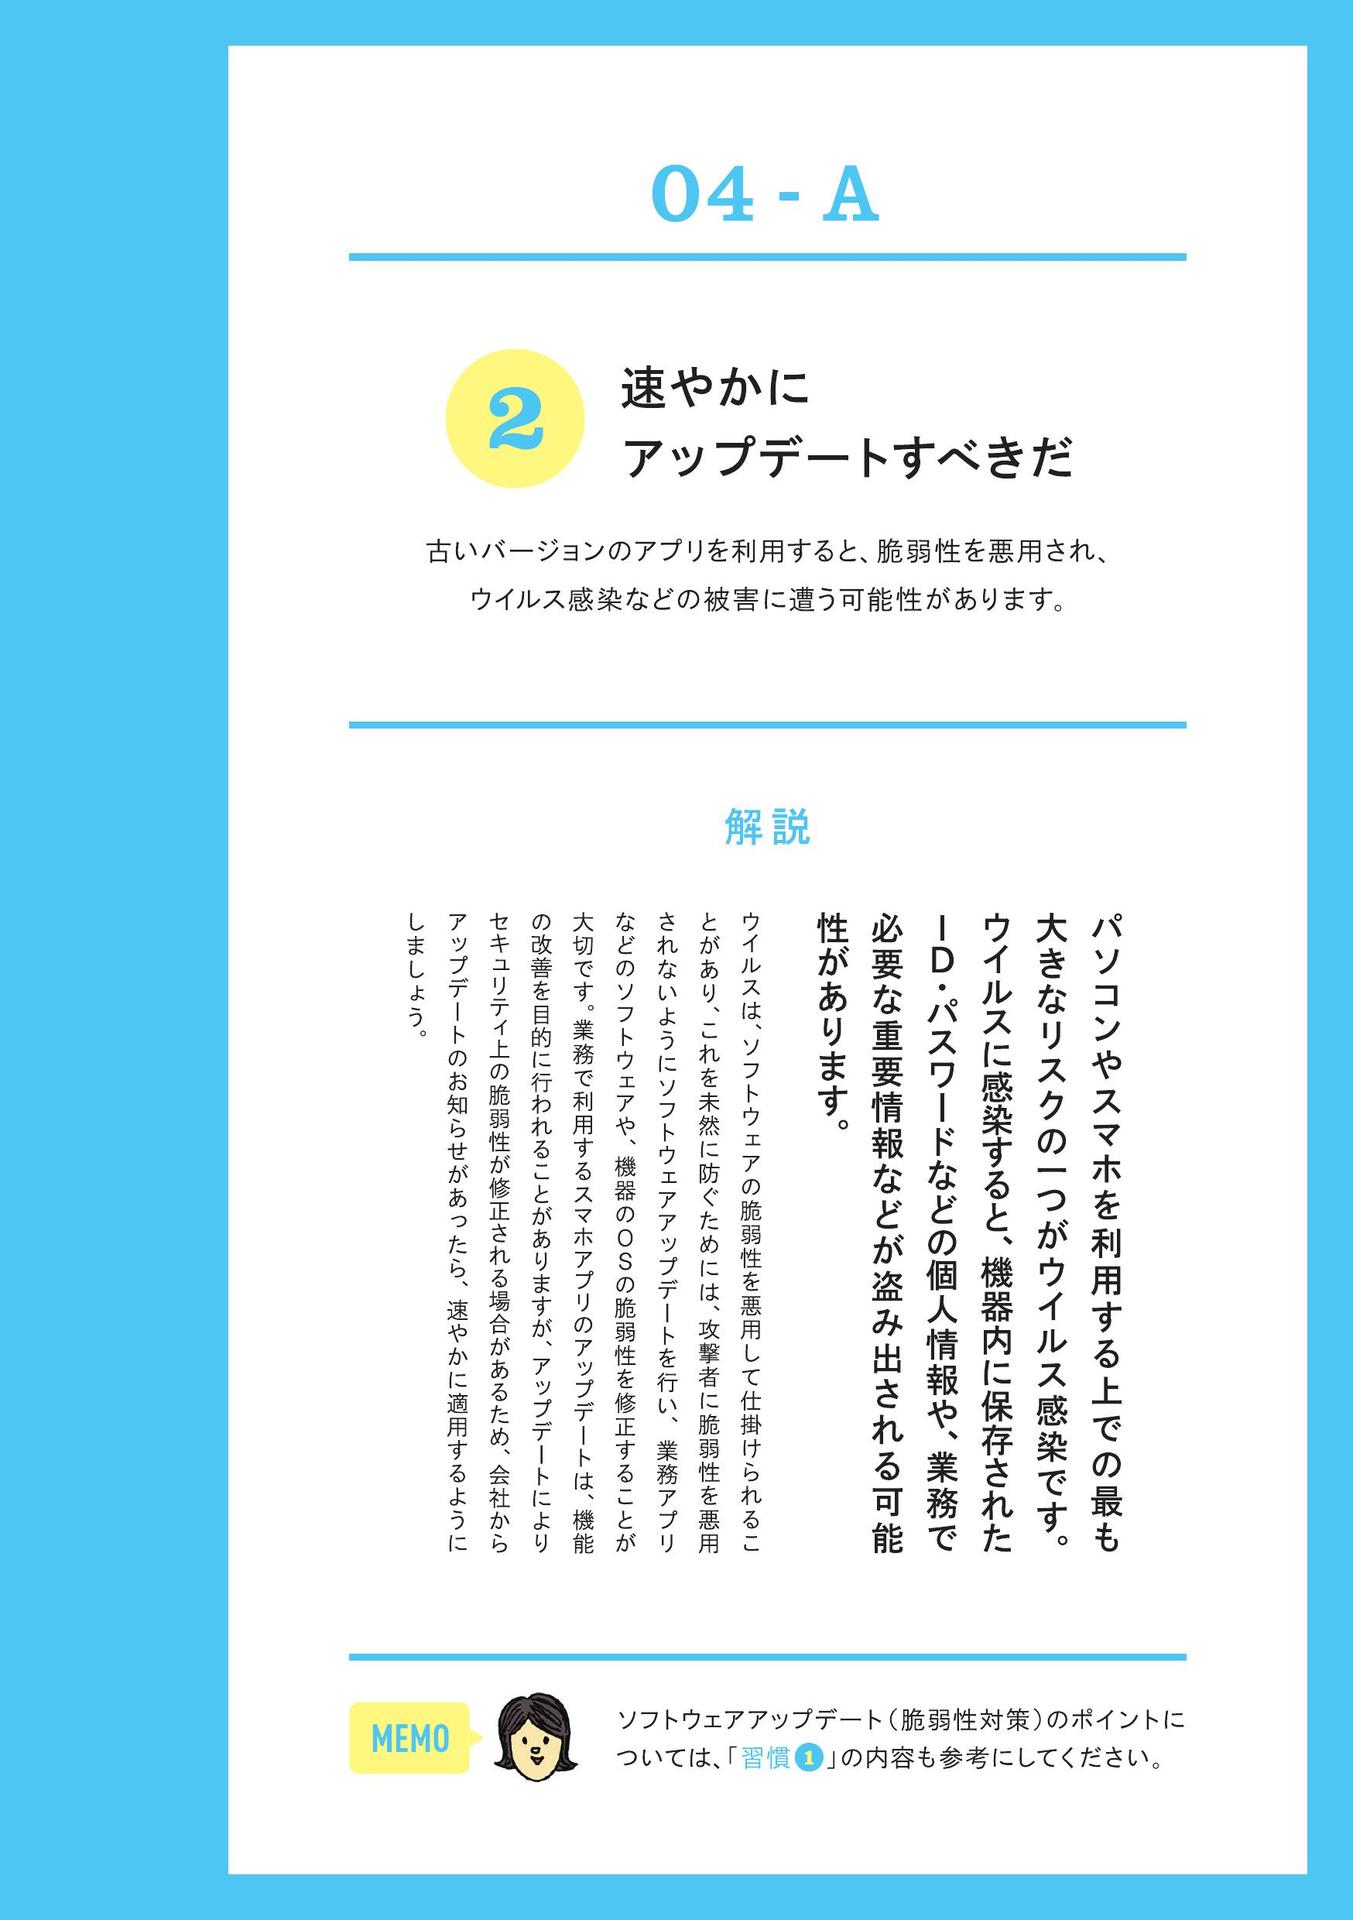 04 - A
2
速やかに
アップデートすべきだ
古いバージョンのアプリを利用すると、脆弱性を悪用され、
ウイルス感染などの被害に遭う可能性があります。
解説
パソコンやスマホを利用する上での最も
大きなリスクの一つがウイルス感染です。
ウイルスに感染すると、機器内に保存された
ID・パスワードなどの個人情報や、業務で
必要な重要情報などが盗み出される可能
性があります。
ウイルスは、ソフトウェアの脆弱性を悪用して仕掛けられるこ
とがあり、これを未然に防ぐためには、攻撃者に脆弱性を悪用
されないようにソフトウェアアップデートを行い、業務アプリ
などのソフトウェアや、機器のOSの脆弱性を修正することが
大切です。業務で利用するスマホアプリのアップデートは、機能
の改善を目的に行われることがありますが、アップデートにより
セキュリティ上の脆弱性が修正される場合があるため、会社から
アップデートのお知らせがあったら、速やかに適用するように
しましょう。
MEMO
ソフトウェアアップデート（脆弱性対策）のポイントに
ついては、「習慣1」の内容も参考にしてください。